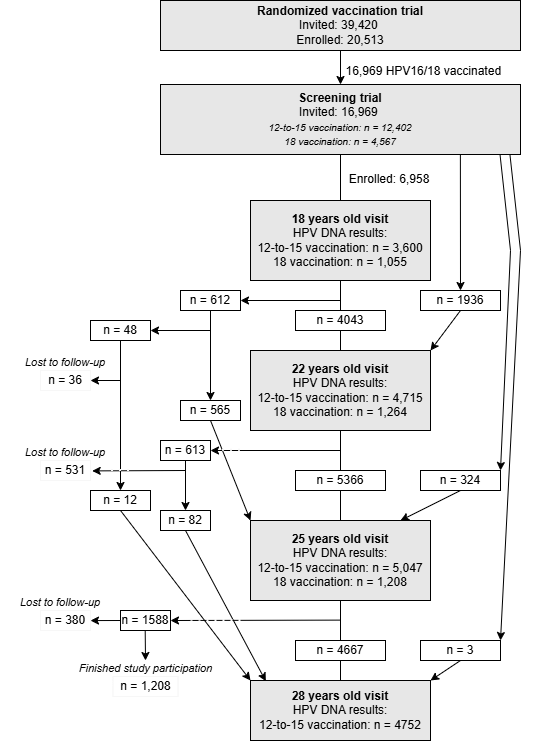 Randomized vaccination trial
Invited: 39,420
Enrolled: 20,513
16,969 HPV16/18 vaccinated
Screening trial
Invited: 16,969
12-to-15 vaccination: n = 12,402
18 vaccination: n = 4,567
Enrolled: 6,958
18 years old visit
HPV DNA results:
12-to-15 vaccination: n = 3,600
18 vaccination: n = 1,055
n = 612
n = 1936
n = 4043
n = 48
22 years old visit
HPV DNA results:
12-to-15 vaccination: n = 4,715
18 vaccination: n = 1,264
Lost to follow-up
n = 36
n = 565
n = 613
Lost to follow-up
n = 531
n = 5366
n = 324
n = 12
n = 82
25 years old visit
HPV DNA results:
12-to-15 vaccination: n = 5,047
18 vaccination: n = 1,208
Lost to follow-up
n = 380
n = 1588
n = 4667
n = 3
Finished study participation
n = 1,208
28 years old visit
HPV DNA results:
12-to-15 vaccination: n = 4752